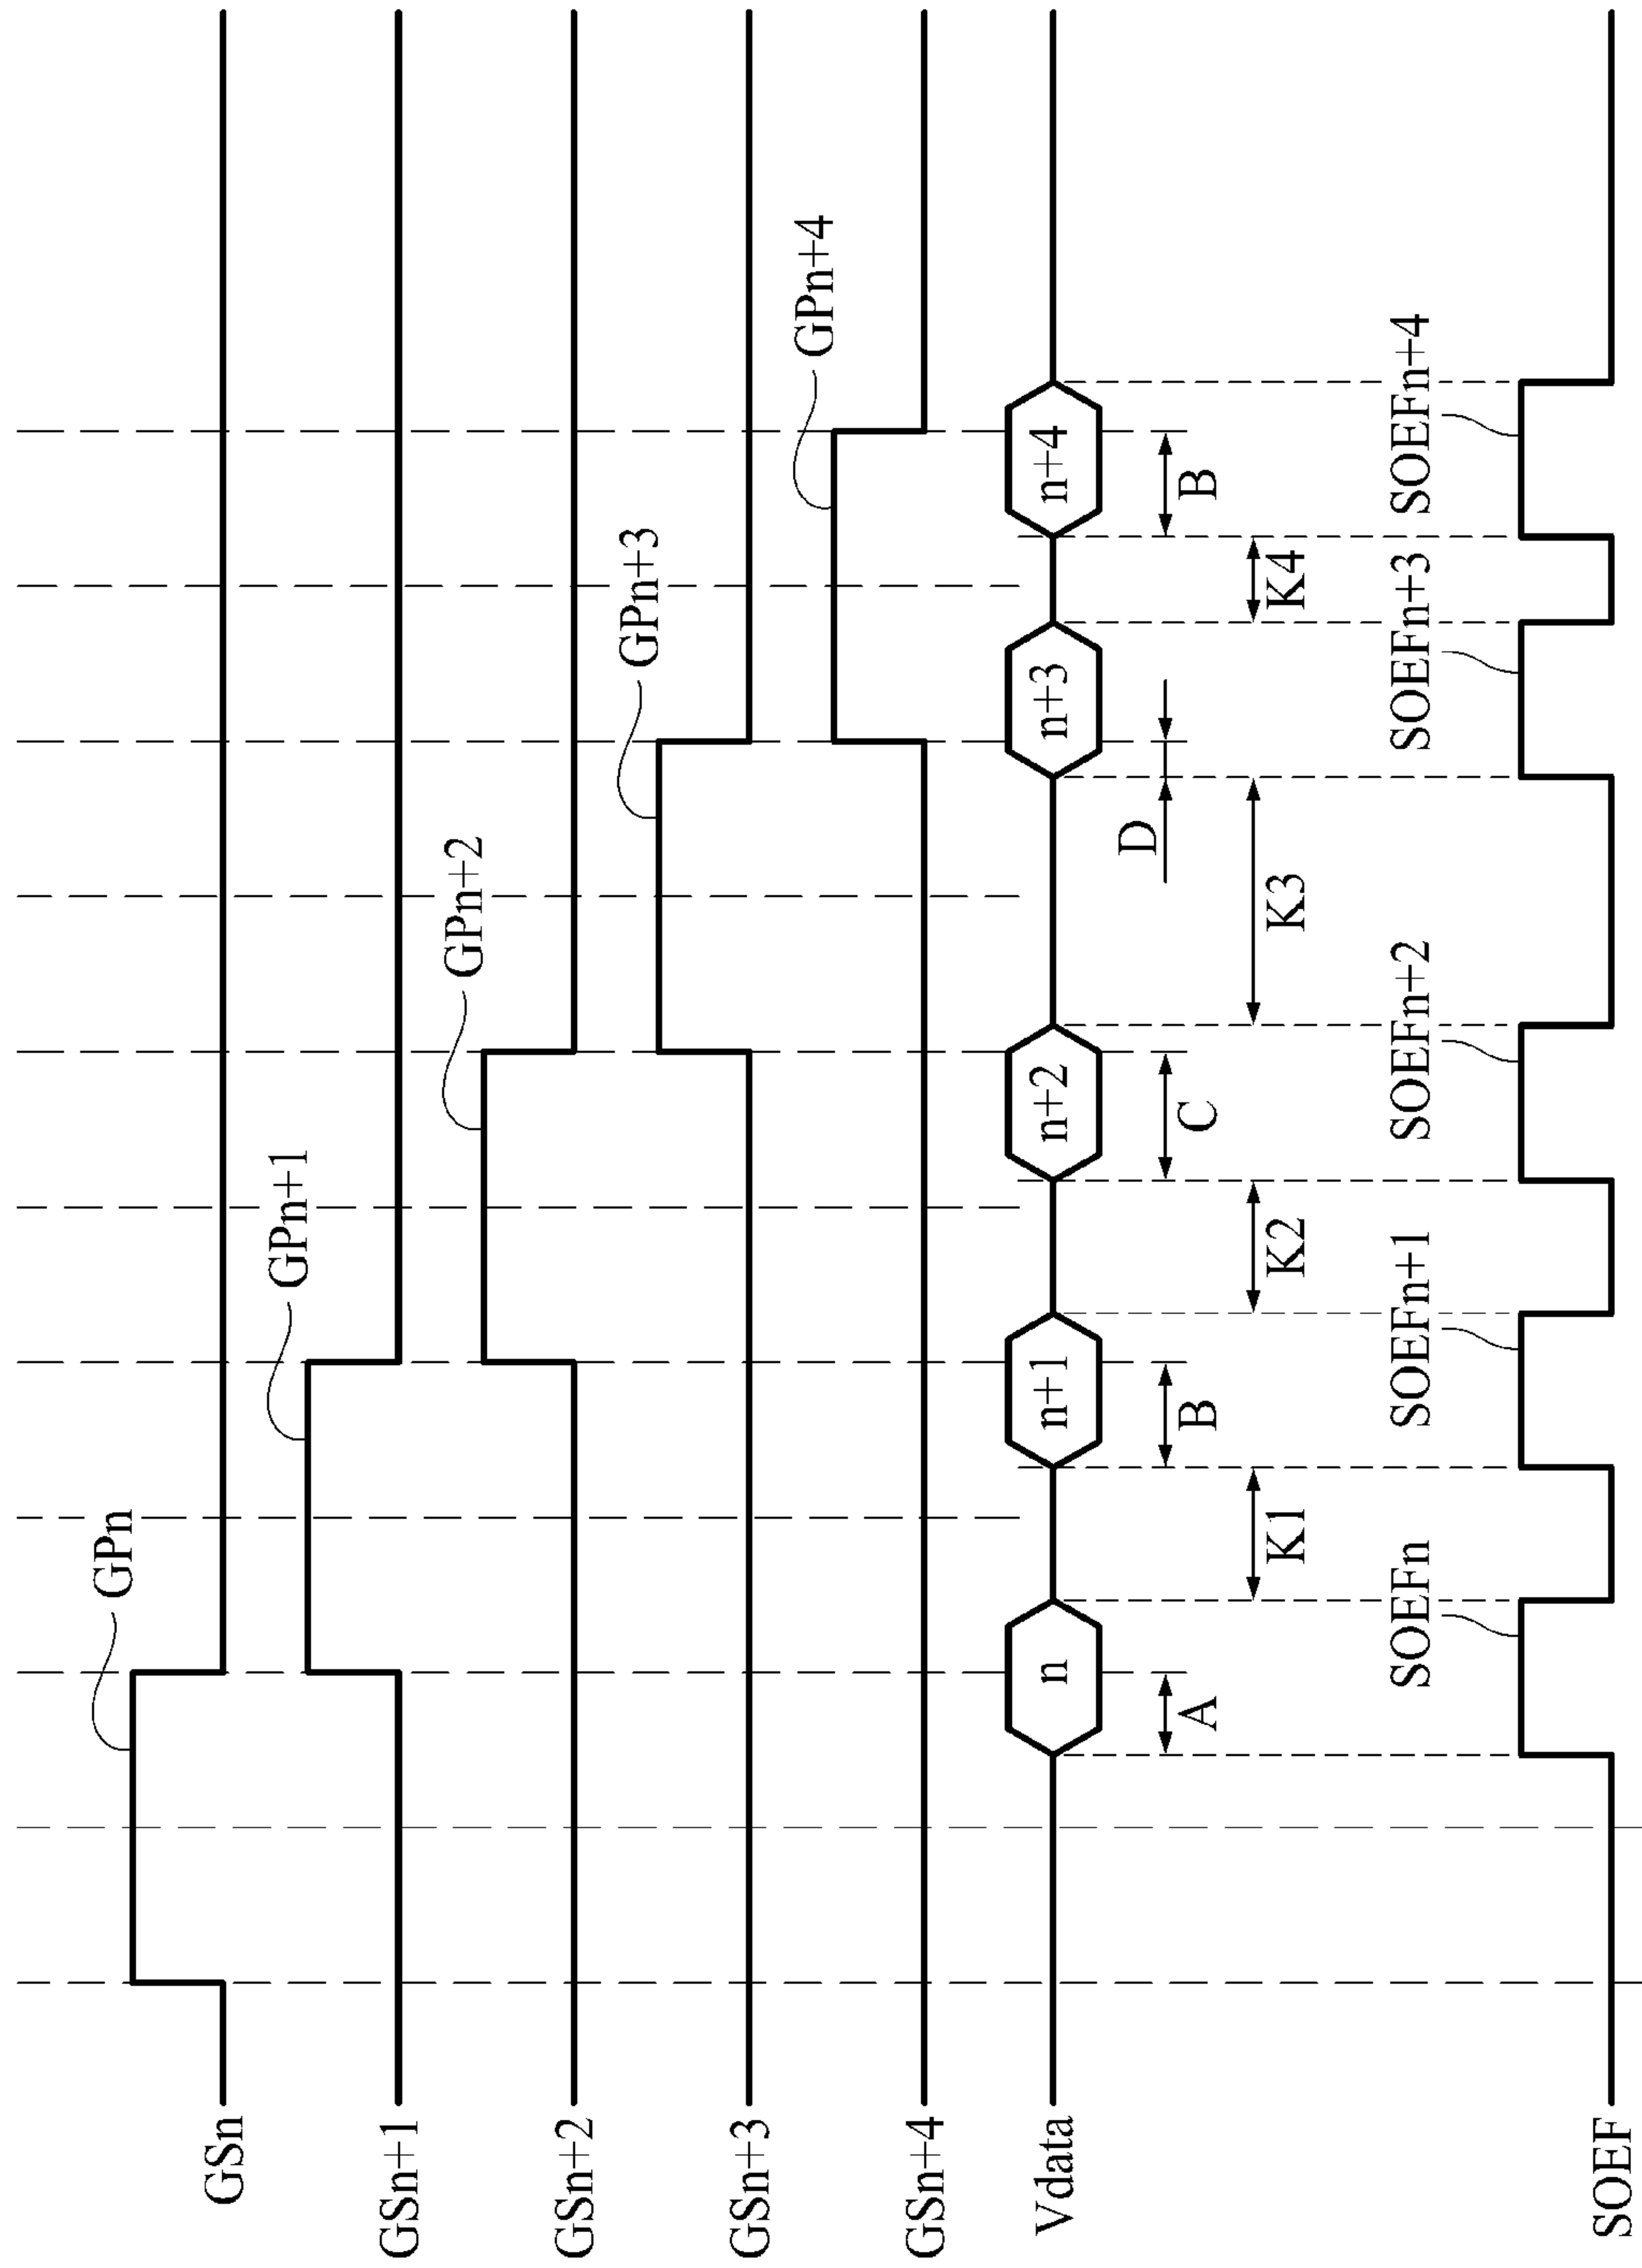 GSn
GPn
GSn+1
GPn+1
GSn+2
GPn+2
GSn+3
GPn+3
GSn+4
GPn+4
Vdata
n
n+1
n+2
n+3
n+4
A
B
C
D
B
K1
K2
K3
K4
SOEFn
SOEFn+1
SOEFn+2
SOEFn+3
SOEFn+4
SOEF